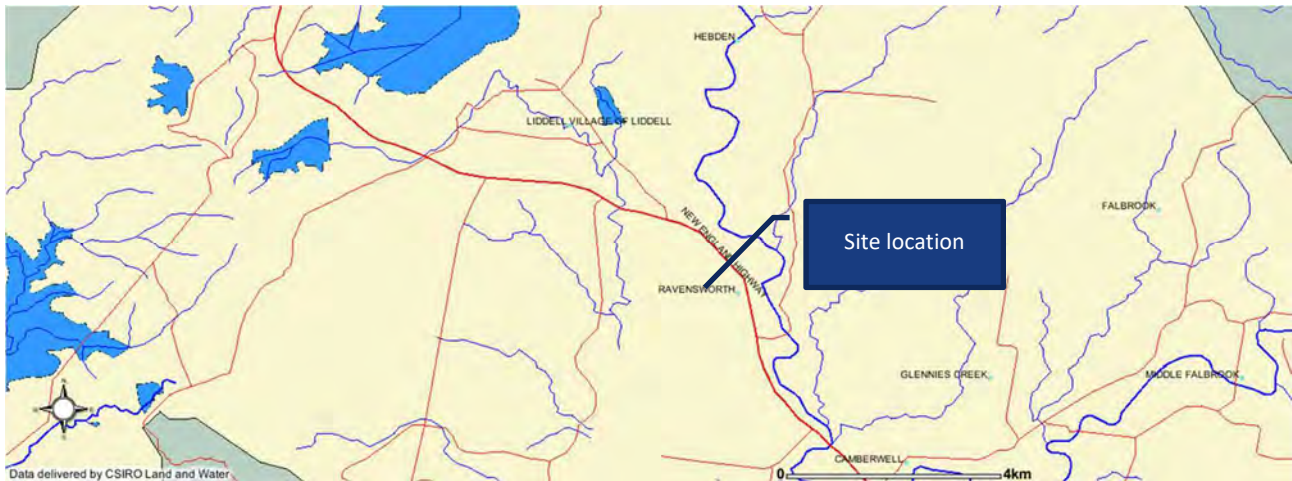 HEBDEN
LIDDELL VILLAGE OF LIDDELL
FALBROOK
NEW ENGLAND HIGHWAY
Site location
RAVENSWORTH
GLENNIES CREEK
MIDDLE FALBROOK
CAMBERWELL
0 4km
Data delivered by CSIRO Land and Water